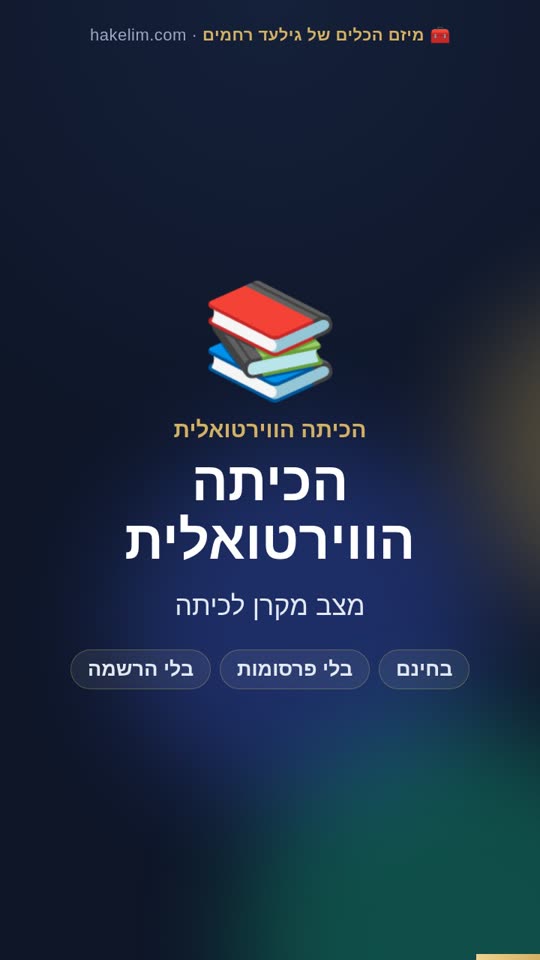 🧰 מיזם הכלים של גילעד רחמים · hakelim.com
הכיתה הווירטואלית
הכיתה
הווירטואלית
מצב מקרן לכיתה
בחינם
בלי פרסומות
בלי הרשמה